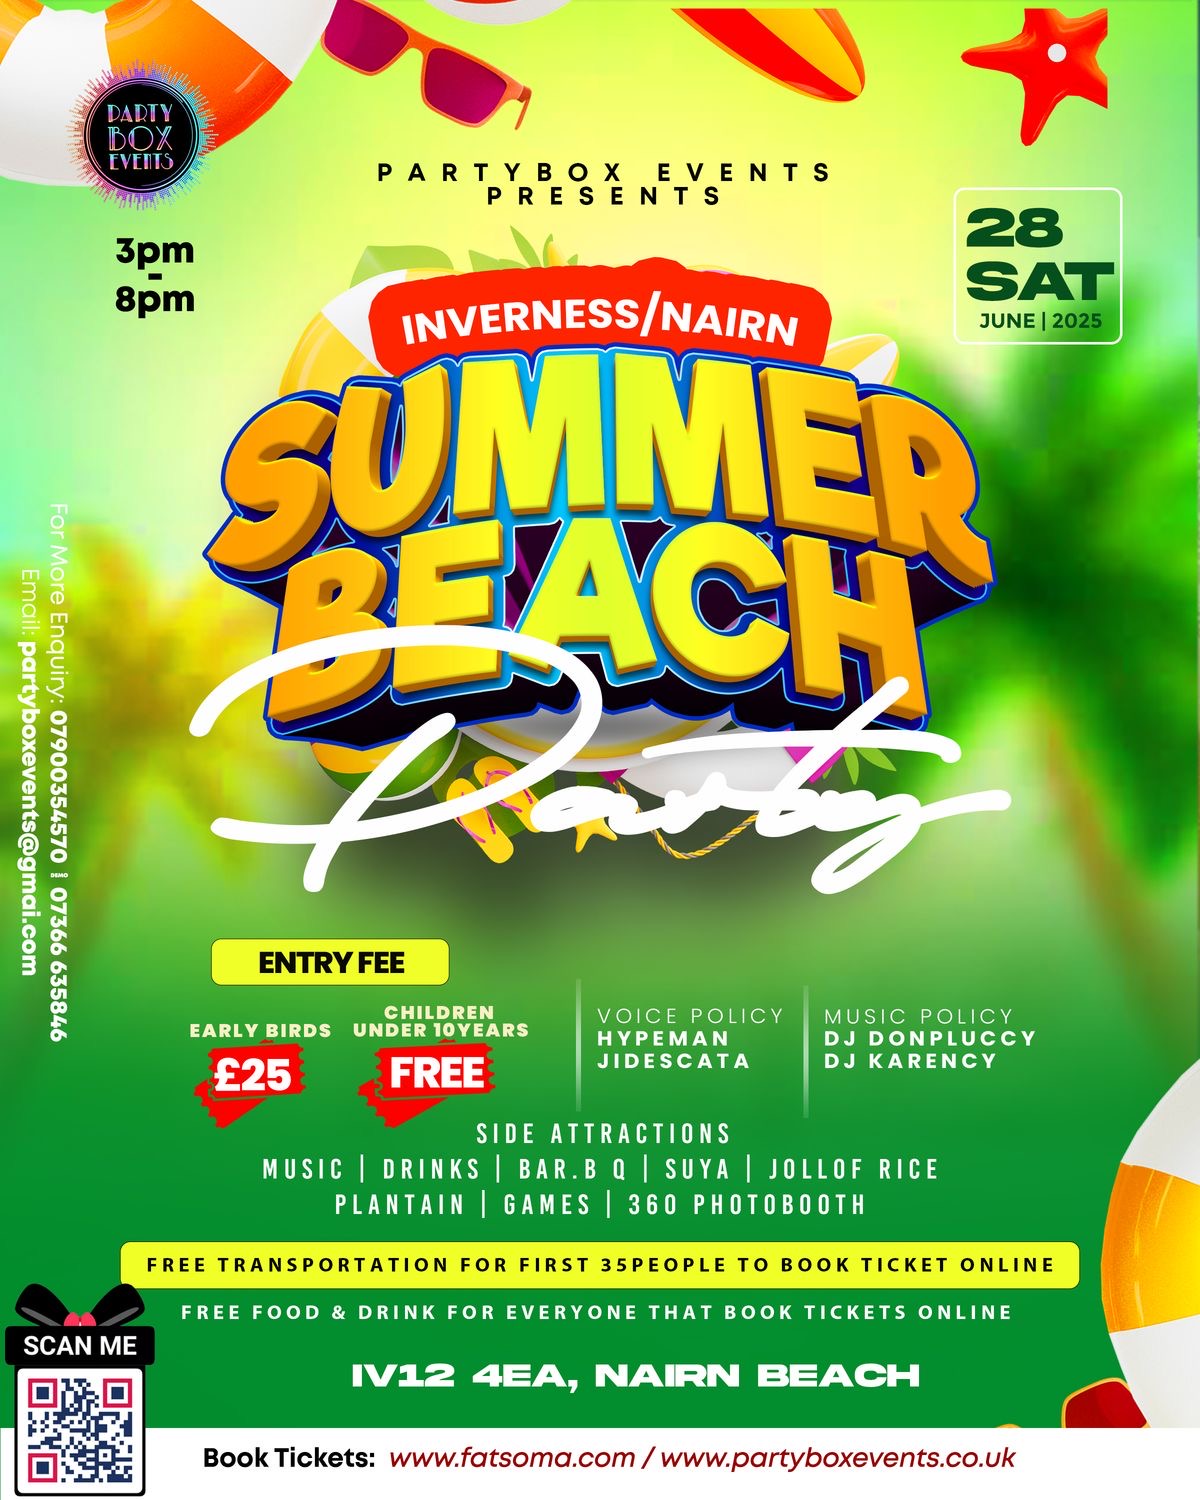 PARTY
BOX
EVENTS
PARTYBOX EVENTS
PRESENTS
3pm
-
8pm
28
SAT
JUNE | 2025
INVERNESS/NAIRN
SUMMER
BEACH
Party
For More Enquiry: 07900354570 DEMO 07366 635846
Email: partyboxevents@gmai.com
ENTRY FEE
EARLY BIRDS
£25
CHILDREN
UNDER 10YEARS
FREE
VOICE POLICY
HYPEMAN
JIDESCATA
MUSIC POLICY
DJ DONPLUCCY
DJ KARENCY
SIDE ATTRACTIONS
MUSIC | DRINKS | BAR.B Q | SUYA | JOLLOF RICE
PLANTAIN | GAMES | 360 PHOTOBOOTH
FREE TRANSPORTATION FOR FIRST 35PEOPLE TO BOOK TICKET ONLINE
FREE FOOD & DRINK FOR EVERYONE THAT BOOK TICKETS ONLINE
SCAN ME
IV12 4EA, NAIRN BEACH
Book Tickets: www.fatsoma.com / www.partyboxevents.co.uk